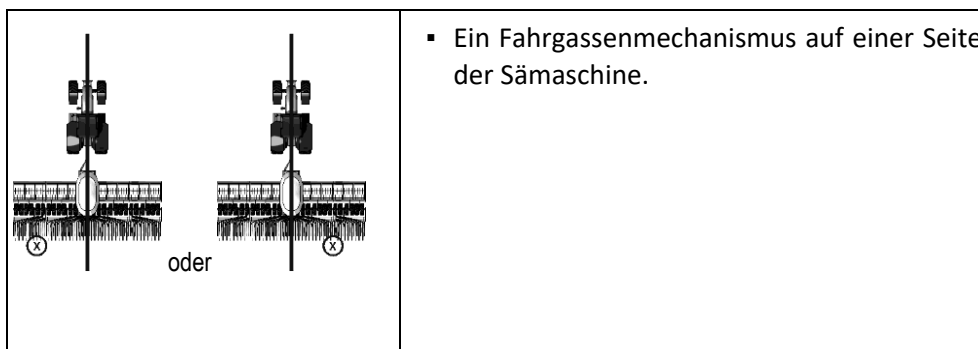 ▪ Ein Fahrgassenmechanismus auf einer Seite
der Sämaschine.
X
X
oder